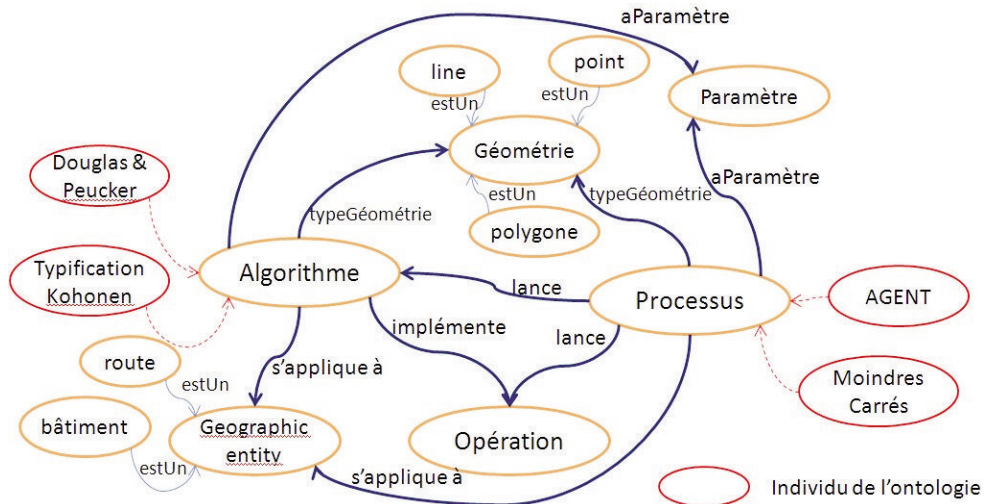 aParamètre
line
point
estUn
estUn
Paramètre
Géométrie
Douglas &
Peucker
estUn
aParamètre
typeGéométrie
typeGéométrie
polygone
Typification
Kohonen
Algorithme
lance
Processus
AGENT
implémente
lance
route
s'applique à
estUn
Moindres
Carrés
bâtiment
Geographic
entity
Opération
estUn
s'applique à
Individu de l'ontologie